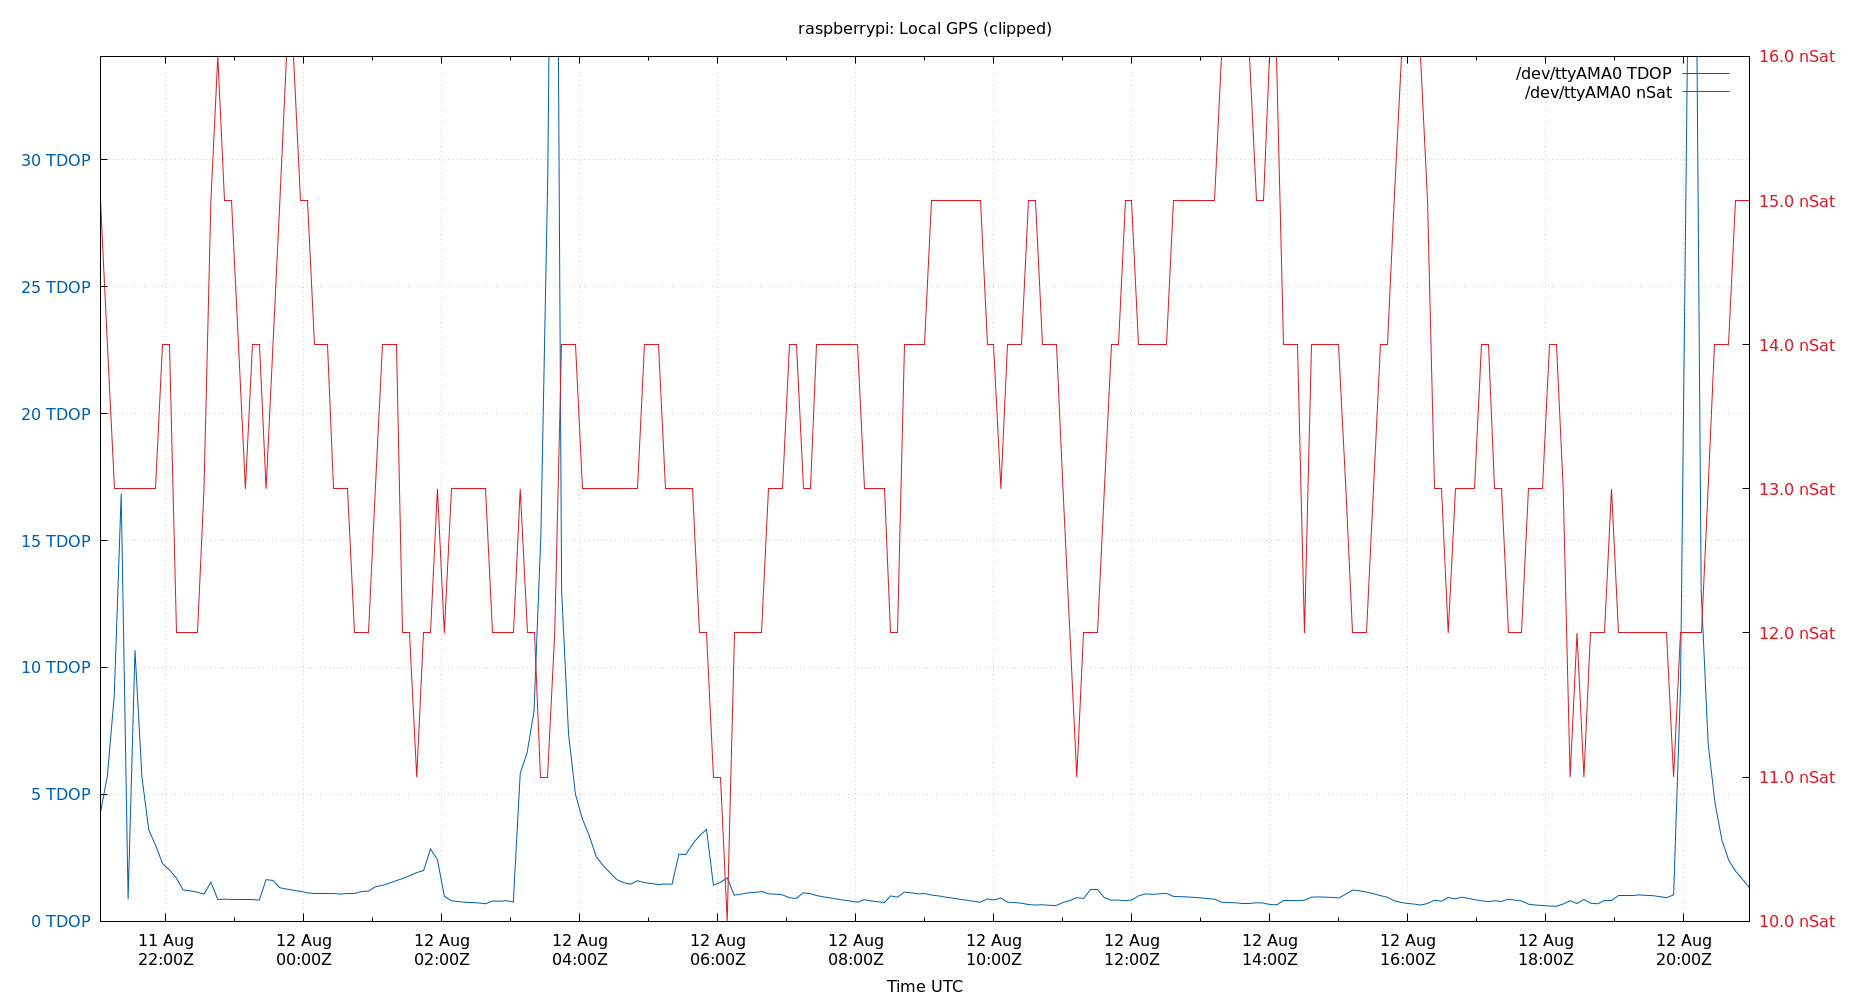 raspberrypi: Local GPS (clipped)
/dev/ttyAMA0 TDOP
/dev/ttyAMA0 nSat
30 TDOP
25 TDOP
20 TDOP
15 TDOP
10 TDOP
5 TDOP
0 TDOP
16.0 nSat
15.0 nSat
14.0 nSat
13.0 nSat
12.0 nSat
11.0 nSat
10.0 nSat
11 Aug
22:00Z
12 Aug
00:00Z
12 Aug
02:00Z
12 Aug
04:00Z
12 Aug
06:00Z
12 Aug
08:00Z
12 Aug
10:00Z
12 Aug
12:00Z
12 Aug
14:00Z
12 Aug
16:00Z
12 Aug
18:00Z
12 Aug
20:00Z
Time UTC